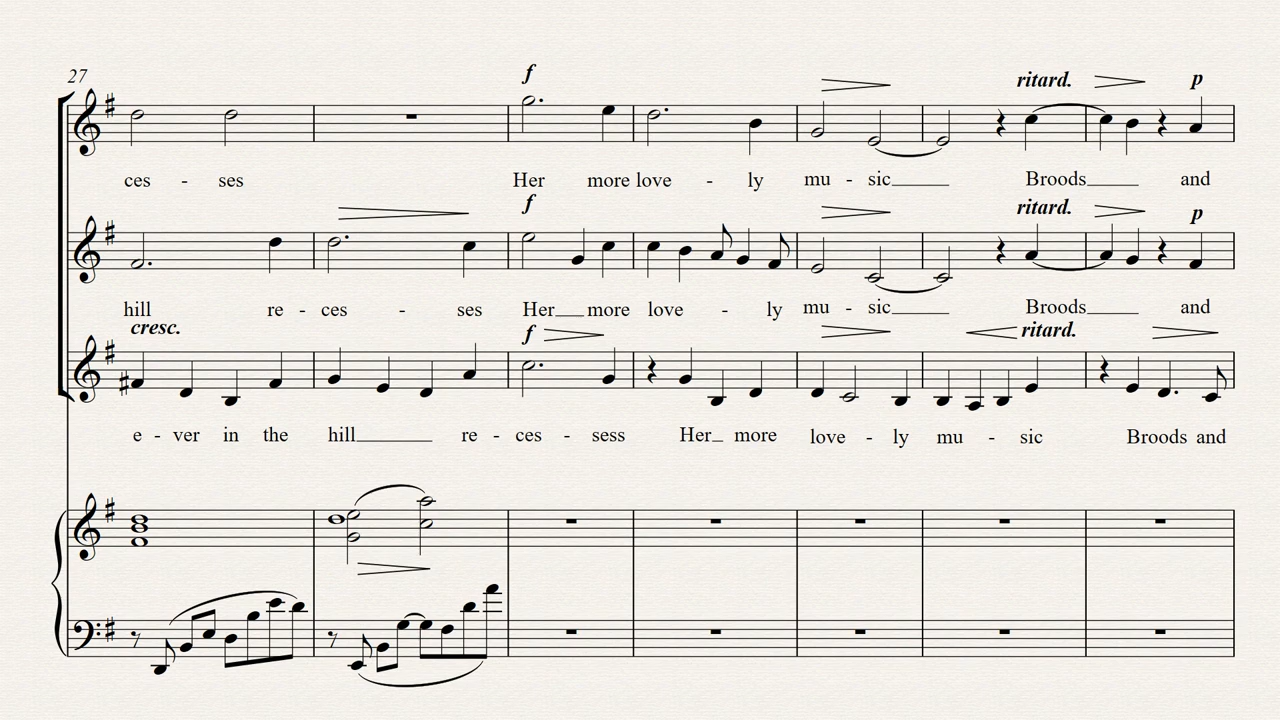 27
f
ritard.
p
ces - ses Her more love - ly mu - sic Broods and
f
ritard.
p
hill re - ces - ses Her more love - ly mu - sic Broods and
cresc.
f
ritard.
e - ver in the hill re - ces - sess Her more love - ly mu - sic Broods and